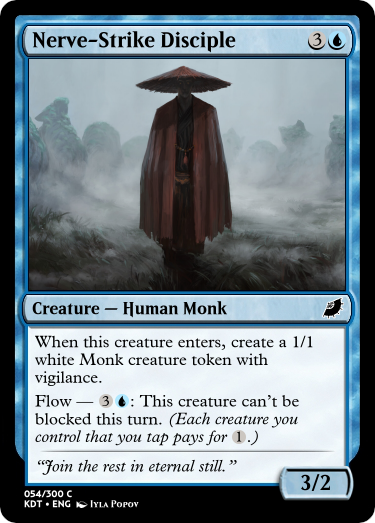 Nerve-Strike Disciple 3
Creature — Human Monk
When this creature enters, create a 1/1
white Monk creature token with
vigilance.
Flow — 3: This creature can't be
blocked this turn. (Each creature you
control that you tap pays for 1.)
"Join the rest in eternal still."
3/2
054/300 C
KDT • ENG Iyla Popov